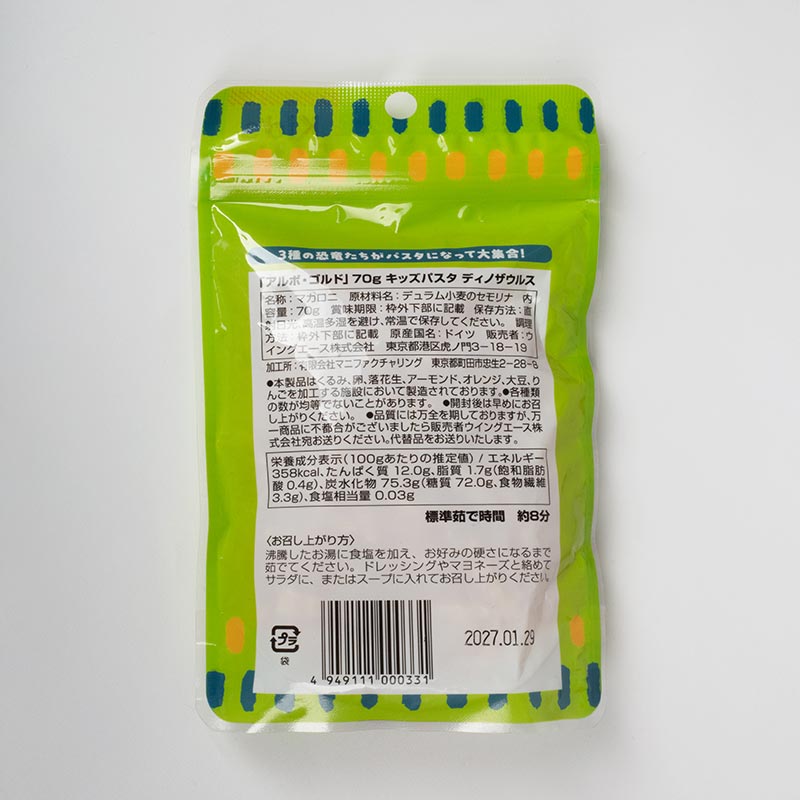 3種の恐竜たちがパスタになって大集合!
「アルポ・ゴルド」70g キッズパスタ ディノザウルス
名称:マカロニ 原材料名:デュラム小麦のセモリナ 内
容量:70g 賞味期限:枠外下部に記載 保存方法:直
射日光、高温多湿を避け、常温で保存してください。 調理
方法:枠外下部に記載 原産国名:ドイツ 販売者:ウ
イングエース株式会社 東京都港区虎ノ門3-18-19
加工所:有限会社マニファクチャリング 東京都町田市忠生2-28-8
●本製品はくるみ、卵、落花生、アーモンド、オレンジ、大豆、り
んごを加工する施設において製造されております。●各種類
の数が均等でないことがあります。 ●開封後は早めにお召
し上がりください。 ●品質には万全を期しておりますが、万
一商品に不都合がございましたら販売者ウイングエース株
式会社宛お送りください。代替品をお送りいたします。
栄養成分表示(100gあたりの推定値) / エネルギー
358kcal、たんぱく質 12.0g、脂質 1.7g(飽和脂肪
酸 0.4g)、炭水化物 75.3g(糖質 72.0g、食物繊維
3.3g)、食塩相当量 0.03g
標準茹で時間 約8分
〈お召し上がり方〉
沸騰したお湯に食塩を加え、お好みの硬さになるまで
茹でてください。ドレッシングやマヨネーズと絡めて
サラダに、またはスープに入れてお召し上がりください。
プラ
袋
2027.01.29
4 949111 000331